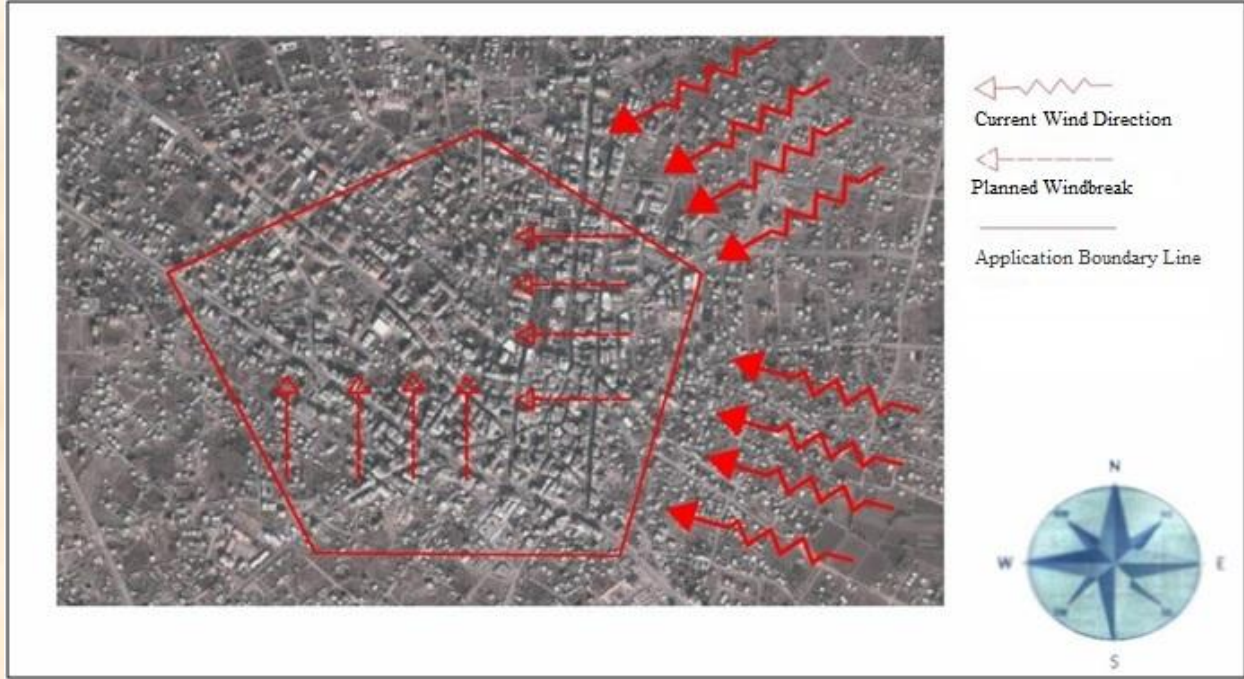 Current Wind Direction
Planned Windbreak
Application Boundary Line
N
W
E
S